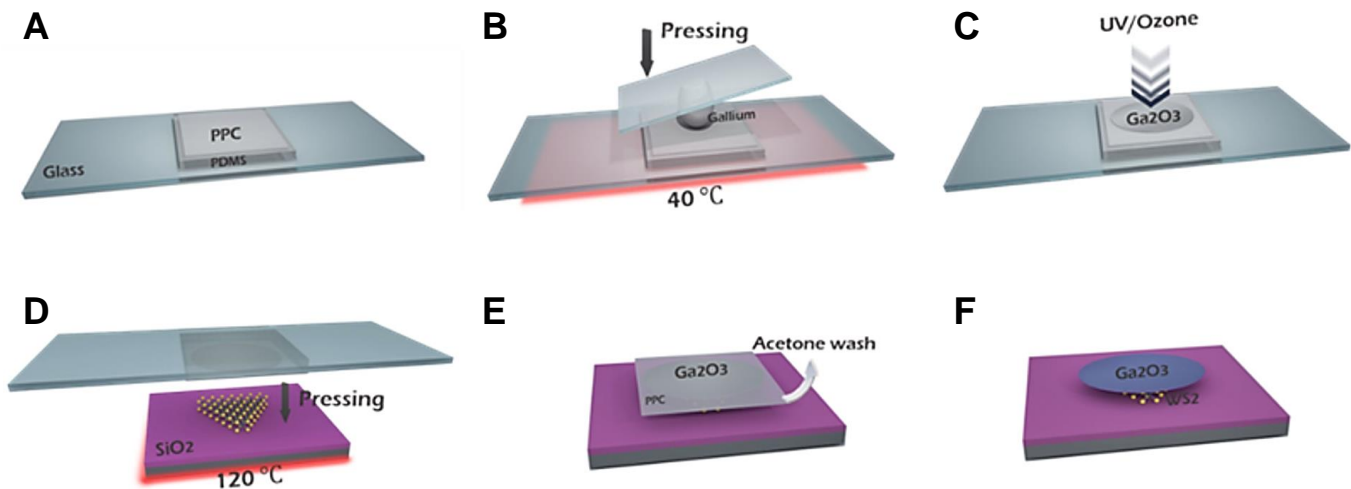 A
PPC
PDMS
Glass
B
Pressing
Gallium
40 °C
C
UV/Ozone
Ga2O3
D
Pressing
SiO2
120 °C
E
Acetone wash
Ga2O3
PPC
F
Ga2O3
WS2